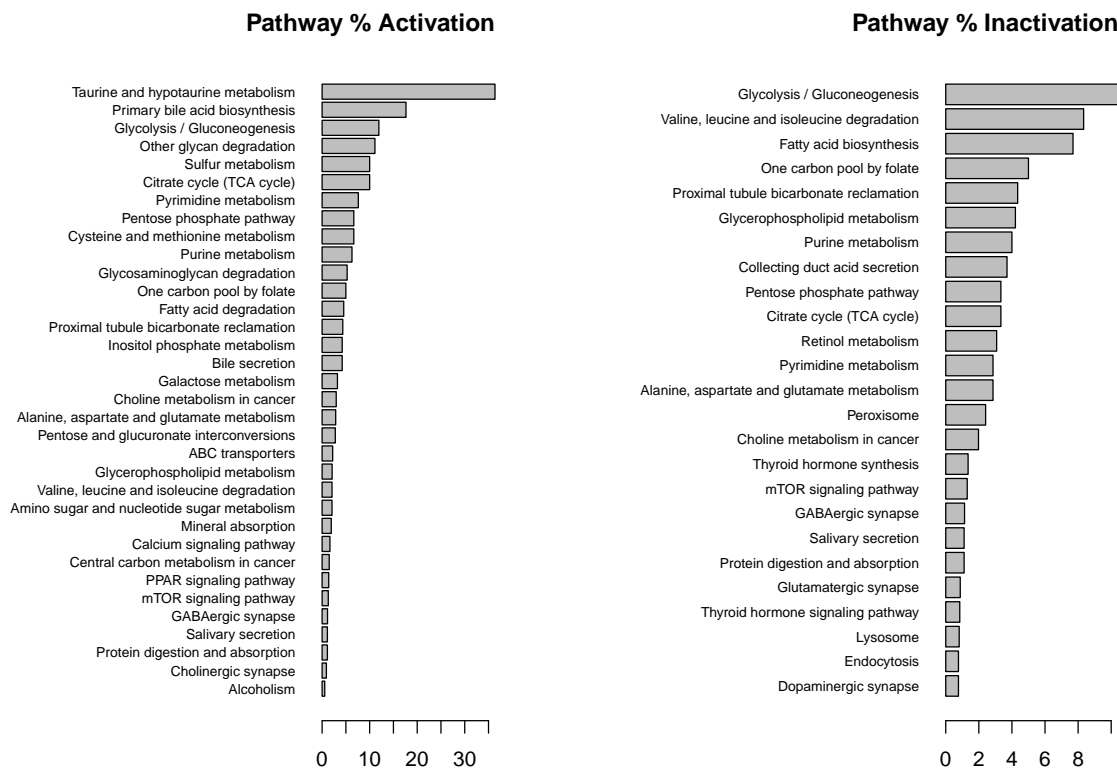 Pathway % Activation
Taurine and hypotaurine metabolism
Primary bile acid biosynthesis
Glycolysis / Gluconeogenesis
Other glycan degradation
Sulfur metabolism
Citrate cycle (TCA cycle)
Pyrimidine metabolism
Pentose phosphate pathway
Cysteine and methionine metabolism
Purine metabolism
Glycosaminoglycan degradation
One carbon pool by folate
Fatty acid degradation
Proximal tubule bicarbonate reclamation
Inositol phosphate metabolism
Bile secretion
Galactose metabolism
Choline metabolism in cancer
Alanine, aspartate and glutamate metabolism
Pentose and glucuronate interconversions
ABC transporters
Glycerophospholipid metabolism
Valine, leucine and isoleucine degradation
Amino sugar and nucleotide sugar metabolism
Mineral absorption
Calcium signaling pathway
Central carbon metabolism in cancer
PPAR signaling pathway
mTOR signaling pathway
GABAergic synapse
Salivary secretion
Protein digestion and absorption
Cholinergic synapse
Alcoholism
0 10 20 30
Pathway % Inactivation
Glycolysis / Gluconeogenesis
Valine, leucine and isoleucine degradation
Fatty acid biosynthesis
One carbon pool by folate
Proximal tubule bicarbonate reclamation
Glycerophospholipid metabolism
Purine metabolism
Collecting duct acid secretion
Pentose phosphate pathway
Citrate cycle (TCA cycle)
Retinol metabolism
Pyrimidine metabolism
Alanine, aspartate and glutamate metabolism
Peroxisome
Choline metabolism in cancer
Thyroid hormone synthesis
mTOR signaling pathway
GABAergic synapse
Salivary secretion
Protein digestion and absorption
Glutamatergic synapse
Thyroid hormone signaling pathway
Lysosome
Endocytosis
Dopaminergic synapse
0 2 4 6 8